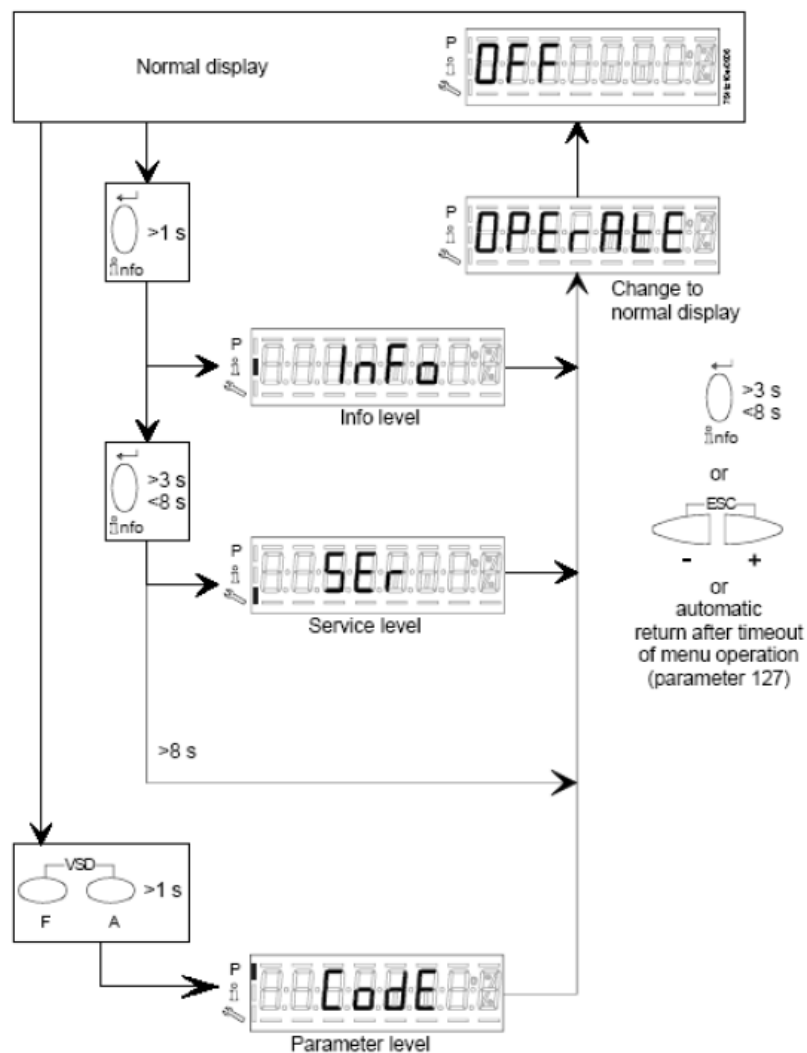 Normal display
P
i
OFF
>1 s
info
P
i
OPErAtE
Change to
normal display
P
i
InFo
Info level
>3 s
<8 s
info
or
ESC
- +
or
automatic
return after timeout
of menu operation
(parameter 127)
>3 s
<8 s
info
P
i
SEr
Service level
>8 s
VSD
>1 s
F A
P
i
CodE
Parameter level